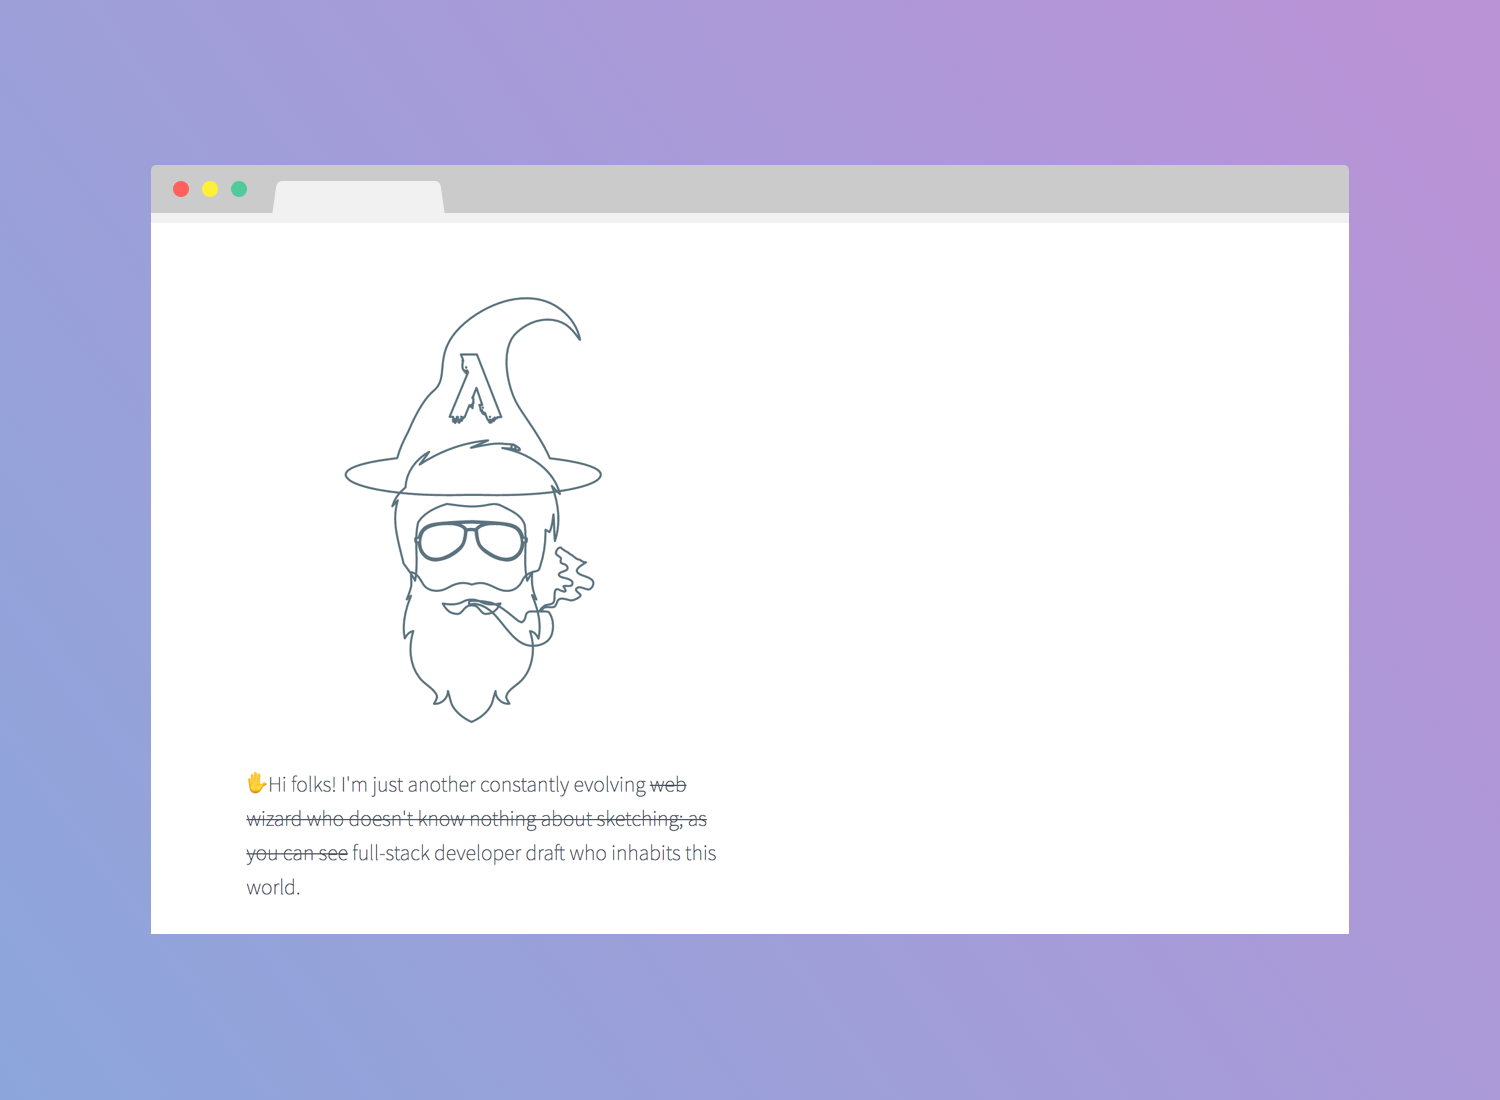 ✋Hi folks! I'm just another constantly evolving web
wizard who doesn't know nothing about sketching; as
you can see full-stack developer draft who inhabits this
world.